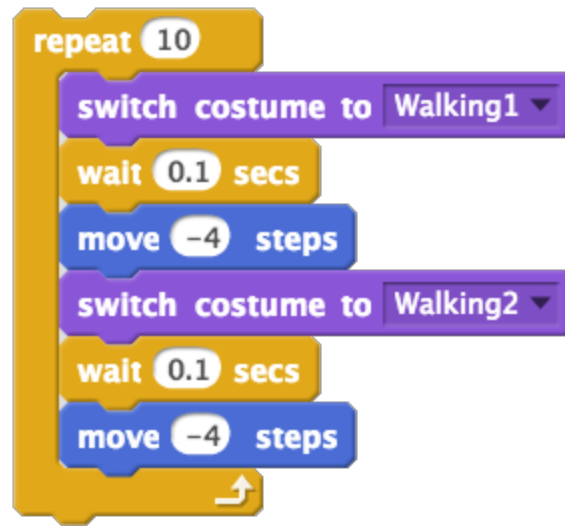 repeat 10
switch costume to Walking1
wait 0.1 secs
move -4 steps
switch costume to Walking2
wait 0.1 secs
move -4 steps